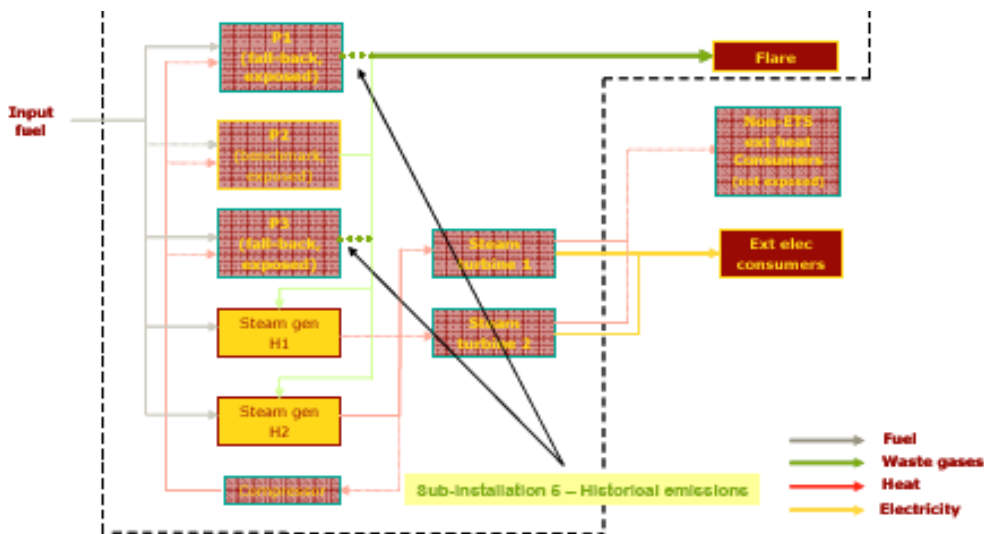 P1
(fall-back,
exposed)
Flare
Input
fuel
P2
(benchmark,
exposed)
Non-ETS
ext heat
Consumers
(not exposed)
P3
(fall-back,
exposed)
Steam
turbine 1
Ext elec
consumers
Steam gen
H1
Steam
turbine 2
Steam gen
H2
Compressor
Sub-installation 6 – Historical emissions
Fuel
Waste gases
Heat
Electricity